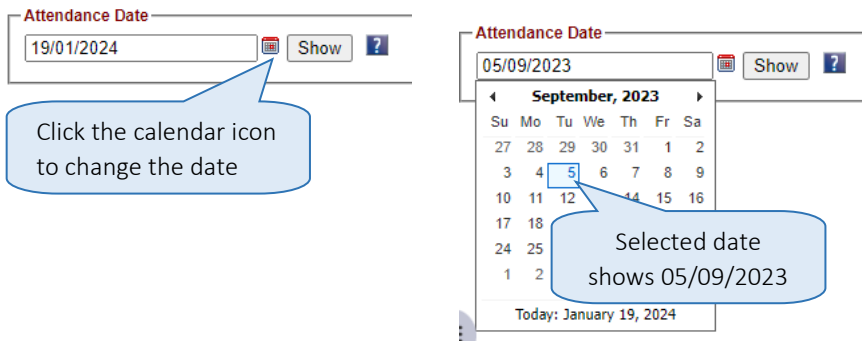 Attendance Date
19/01/2024 Show ?
Click the calendar icon
to change the date
Attendance Date
05/09/2023 Show ?
September, 2023
Su Mo Tu We Th Fr Sa
27 28 29 30 31 1 2
3 4 5 6 7 8 9
10 11 12 14 15 16
17 18
24 25
1 2
Selected date
shows 05/09/2023
Today: January 19, 2024